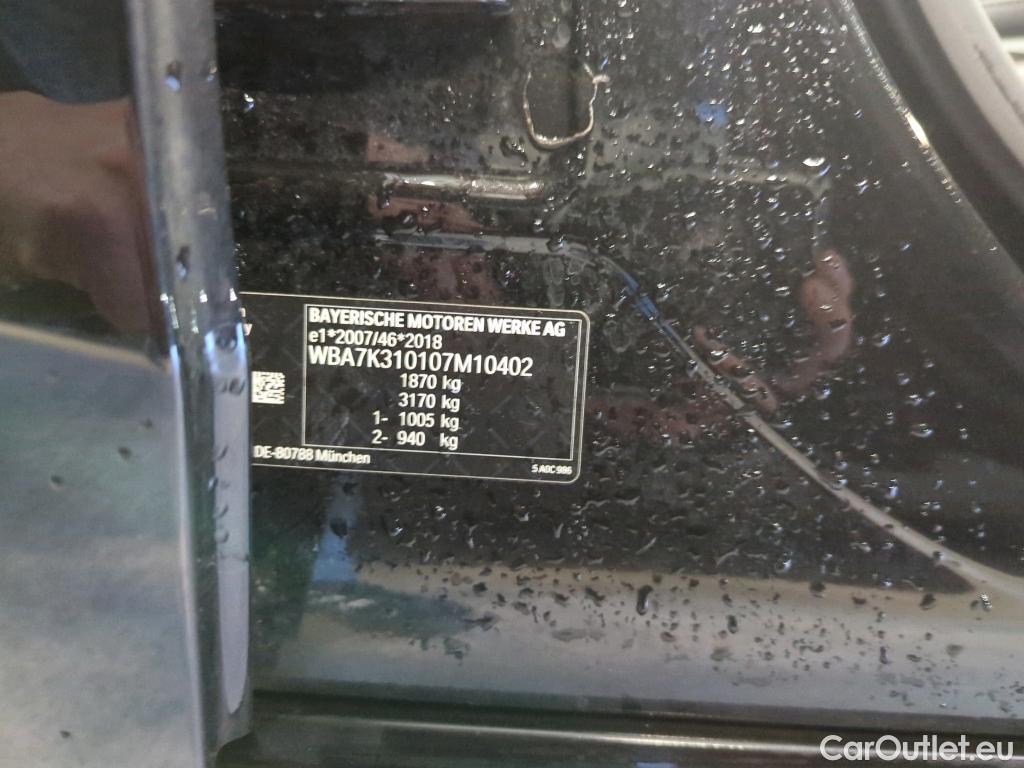 BAYERISCHE MOTOREN WERKE AG
e1*2007/46*2018
WBA7K310107M10402
1870 kg
3170 kg
1- 1005 kg
2- 940 kg
DE-80788 München
5 A0C 986
CarOutlet.eu